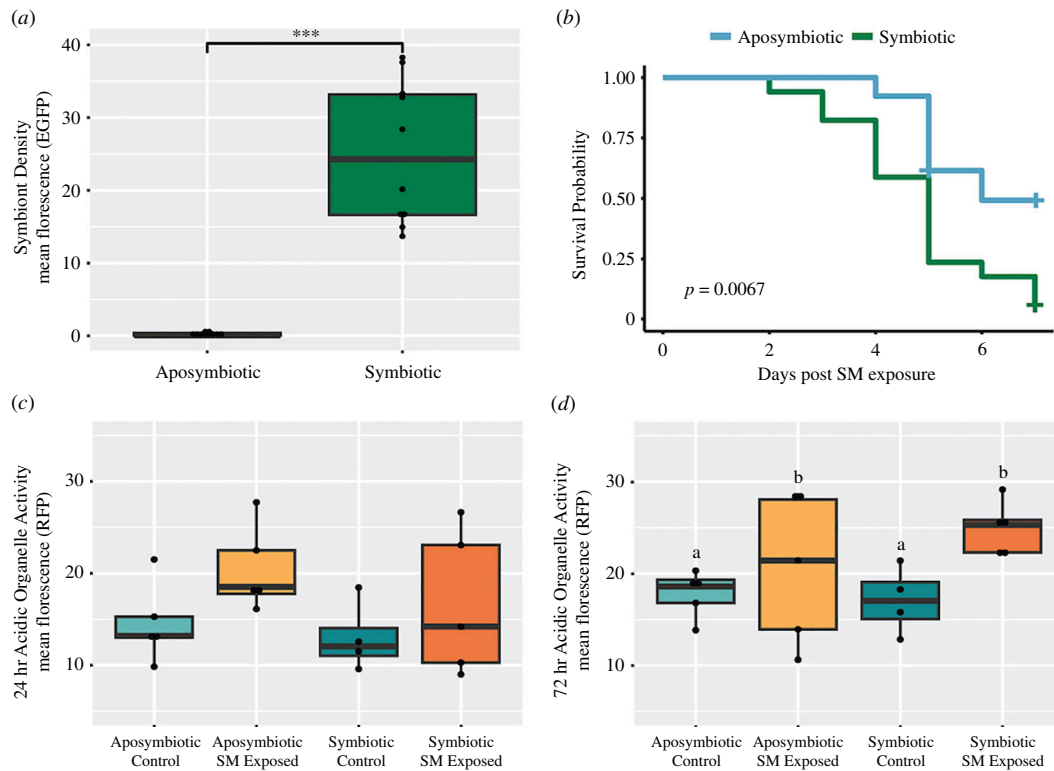 (a)
***
40
30
20
10
0
Symbiont Density
mean florescence (EGFP)
Aposymbiotic
Symbiotic
(b)
Aposymbiotic
Symbiotic
1.00
0.75
0.50
0.25
0
Survival Probability
p = 0.0067
0
2
4
6
Days post SM exposure
(c)
30
20
10
24 hr Acidic Organelle Activity
mean florescence (RFP)
Aposymbiotic
Control
Aposymbiotic
SM Exposed
Symbiotic
Control
Symbiotic
SM Exposed
(d)
30
20
10
72 hr Acidic Organelle Activity
mean florescence (RFP)
a
b
a
b
Aposymbiotic
Control
Aposymbiotic
SM Exposed
Symbiotic
Control
Symbiotic
SM Exposed